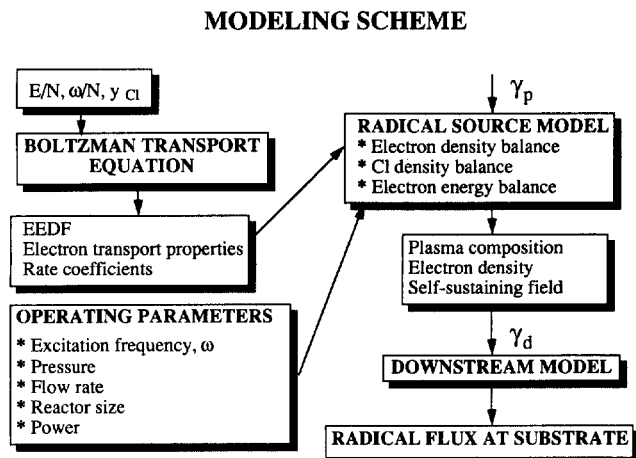 MODELING SCHEME
E/N, ω/N, y Cl
BOLTZMAN TRANSPORT
EQUATION
EEDF
Electron transport properties
Rate coefficients
OPERATING PARAMETERS
* Excitation frequency, ω
* Pressure
* Flow rate
* Reactor size
* Power
γp
RADICAL SOURCE MODEL
* Electron density balance
* Cl density balance
* Electron energy balance
Plasma composition
Electron density
Self-sustaining field
γd
DOWNSTREAM MODEL
RADICAL FLUX AT SUBSTRATE